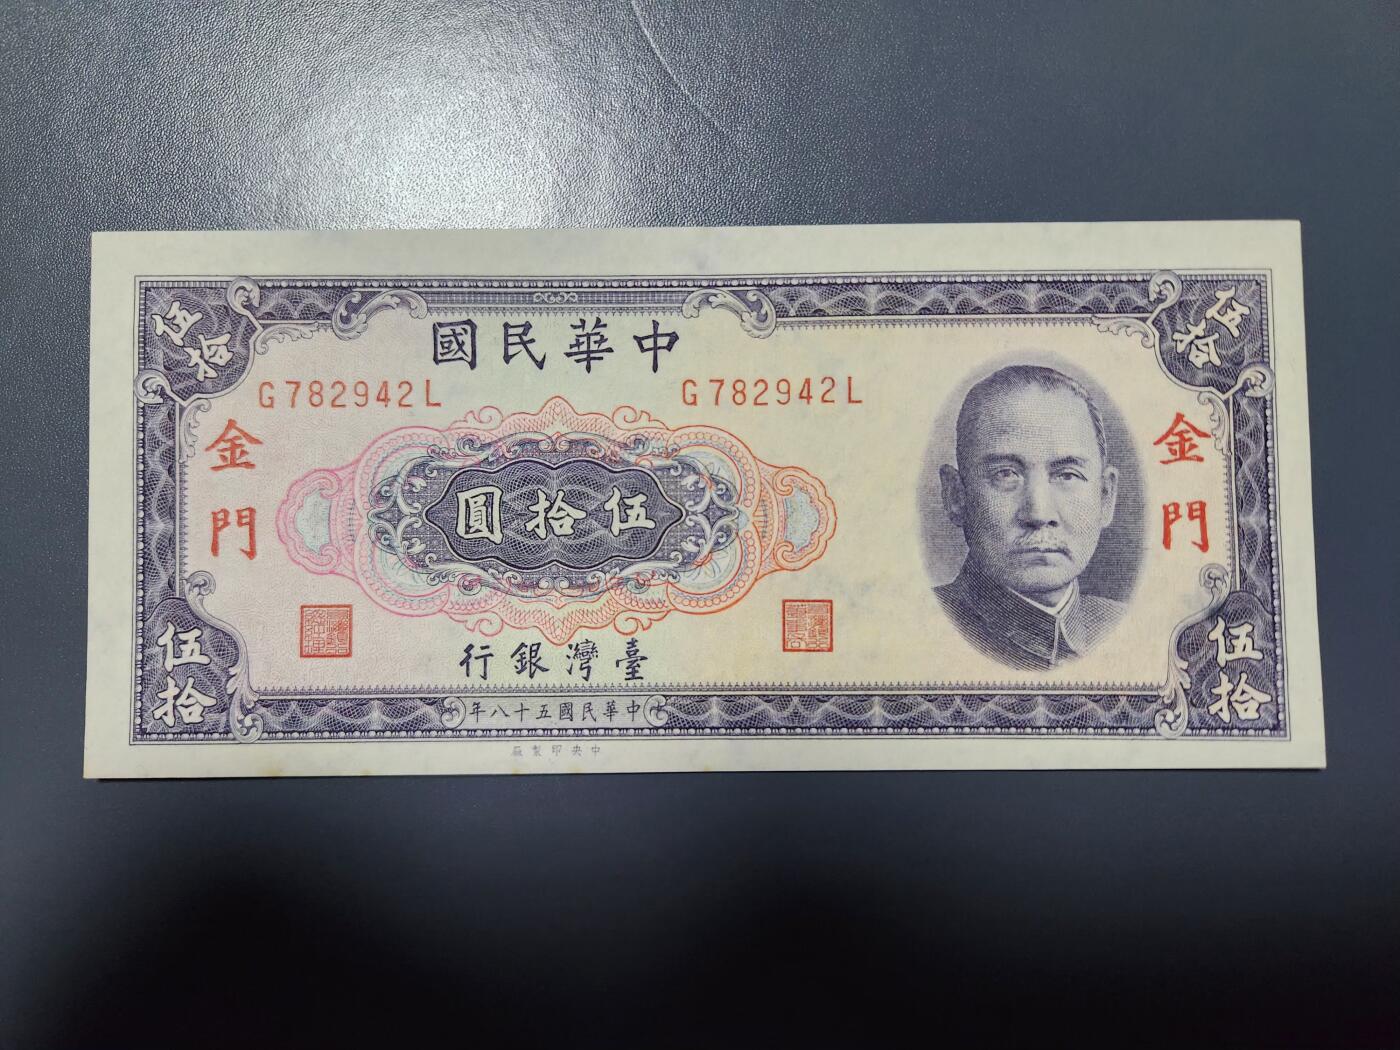 中華民國
G782942L
G782942L
伍拾
伍拾
金門
金門
伍拾圓
臺灣銀行
伍拾
伍拾
中華民國五十八年
中央印製廠